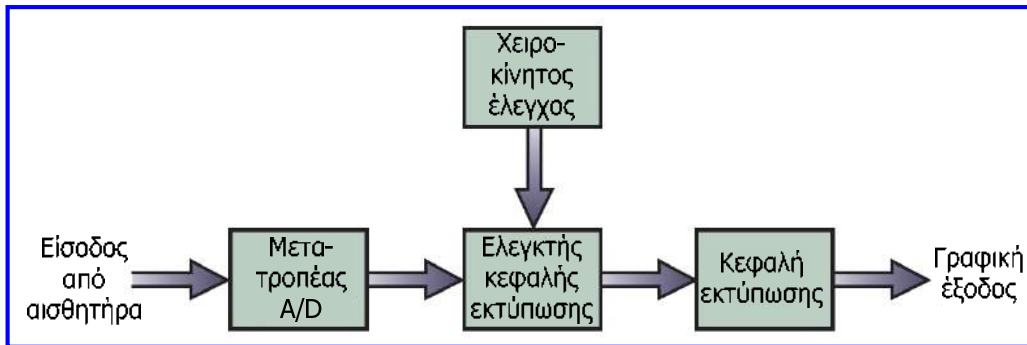 Χειρο-
κίνητος
έλεγχος
Είσοδος
από
αισθητήρα
Μετα-
τροπέας
A/D
Ελεγκτής
κεφαλής
εκτύπωσης
Κεφαλή
εκτύπωσης
Γραφική
έξοδος